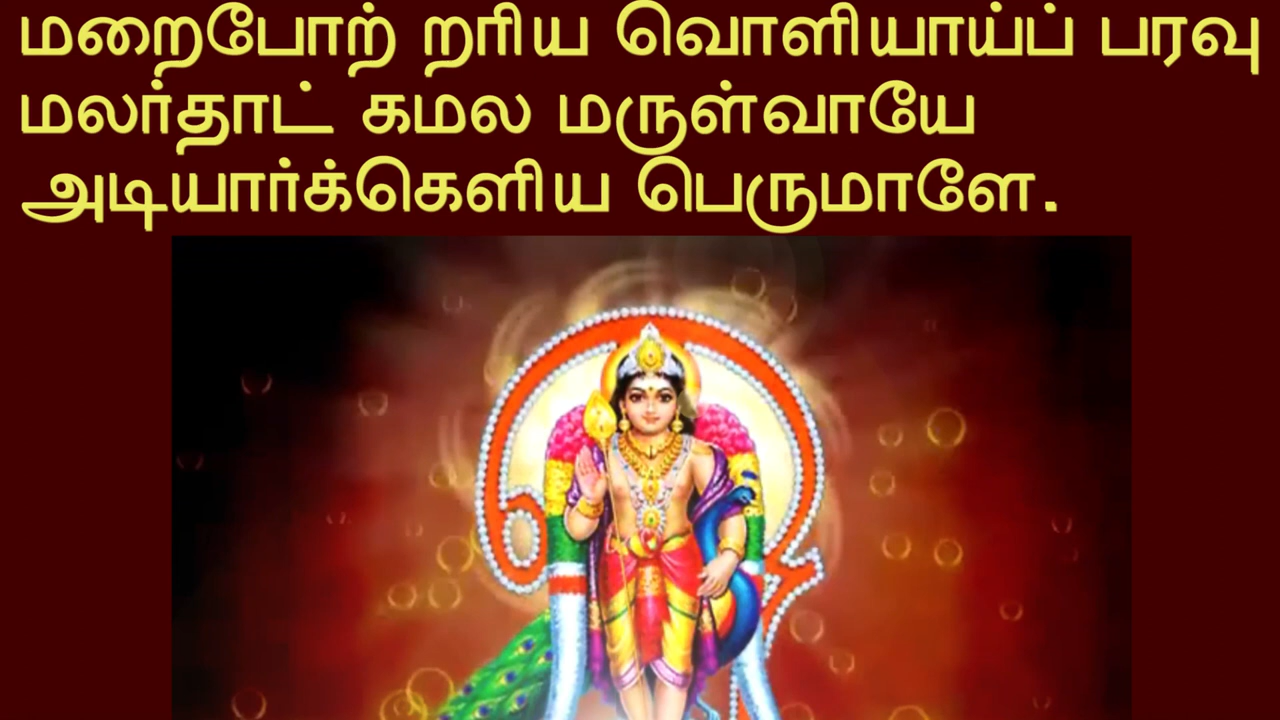 மறைபோற் றரிய வொளியாய்ப் பரவு
மலர்தாட் கமல மருள்வாயே
அடியார்க்கெளிய பெருமாளே.